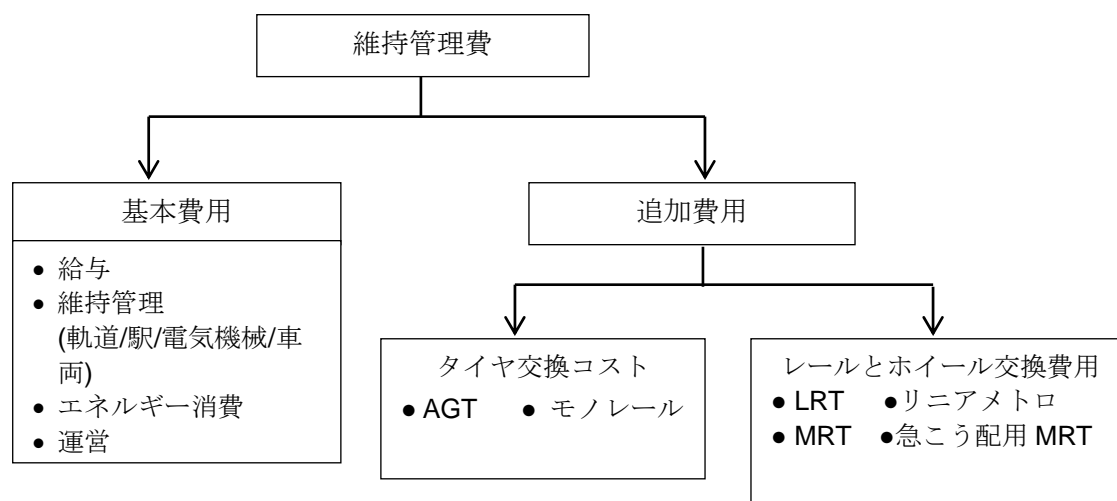 維持管理費
基本費用
● 給与
● 維持管理
(軌道/駅/電気機械/車
両)
● エネルギー消費
● 運営
追加費用
タイヤ交換コスト
● AGT ● モノレール
レールとホイール交換費用
● LRT ●リニアメトロ
● MRT ●急こう配用 MRT